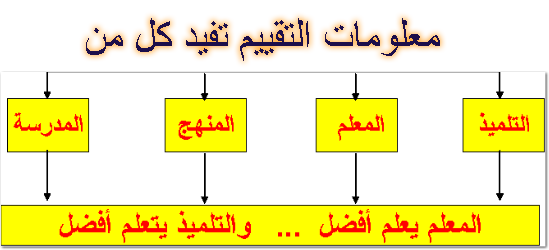 معلومات التقييم تفيد كل من
التلميذ
المعلم
المنهج
المدرسة
المعلم يعلم أفضل ... والتلميذ يتعلم أفضل